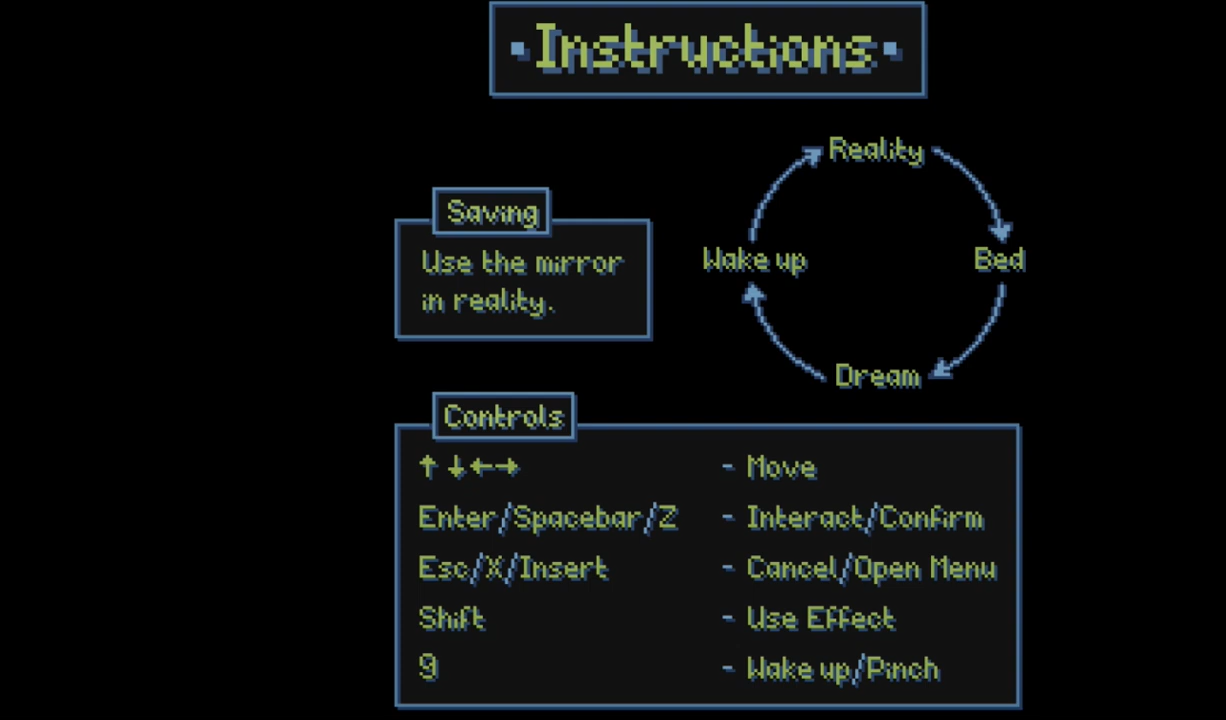 • Instructions •
Reality
Saving
Use the mirror
in reality.
Wake up
Bed
Dream
Controls
↑ ↓ ← → - Move
Enter/Spacebar/Z - Interact/Confirm
Esc/X/Insert - Cancel/Open Menu
Shift - Use Effect
9 - Wake up/Pinch